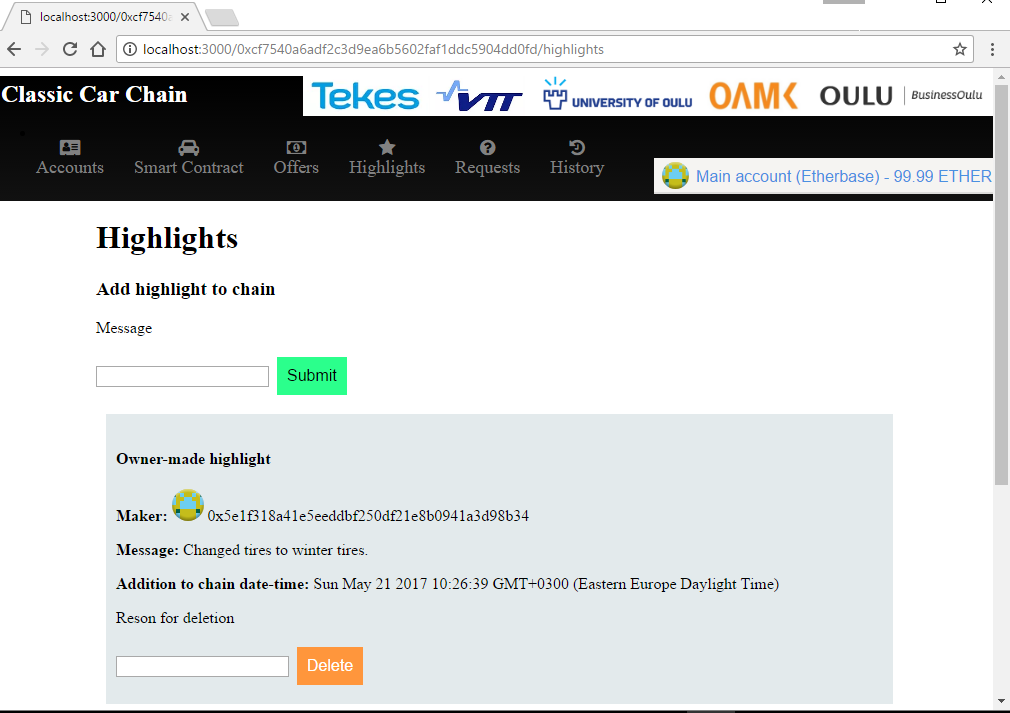 localhost:3000/0xcf7540a
localhost:3000/0xcf7540a6adf2c3d9ea6b5602faf1ddc5904dd0fd/highlights
Classic Car Chain
Tekes VTT UNIVERSITY OF OULU OAMK OULU BusinessOulu
Accounts Smart Contract Offers Highlights Requests History
Main account (Etherbase) - 99.99 ETHER
Highlights
Add highlight to chain
Message
Submit
Owner-made highlight
Maker: 0x5e1f318a41e5eeddbf250df21e8b0941a3d98b34
Message: Changed tires to winter tires.
Addition to chain date-time: Sun May 21 2017 10:26:39 GMT+0300 (Eastern Europe Daylight Time)
Reson for deletion
Delete